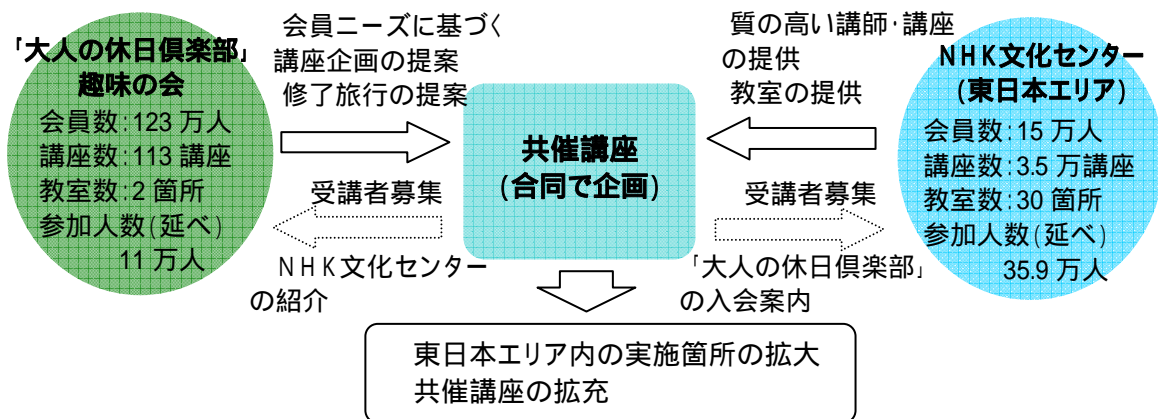 「大人の休日倶楽部」
趣味の会
会員数:123 万人
講座数:113 講座
教室数:2 箇所
参加人数(延べ)
11 万人
会員ニーズに基づく
講座企画の提案
修了旅行の提案
受講者募集
NHK文化センター
の紹介
共催講座
(合同で企画)
質の高い講師・講座
の提供
教室の提供
受講者募集
「大人の休日倶楽部」
の入会案内
NHK文化センター
(東日本エリア)
会員数:15 万人
講座数:3.5 万講座
教室数:30 箇所
参加人数(延べ)
35.9 万人
東日本エリア内の実施箇所の拡大
共催講座の拡充